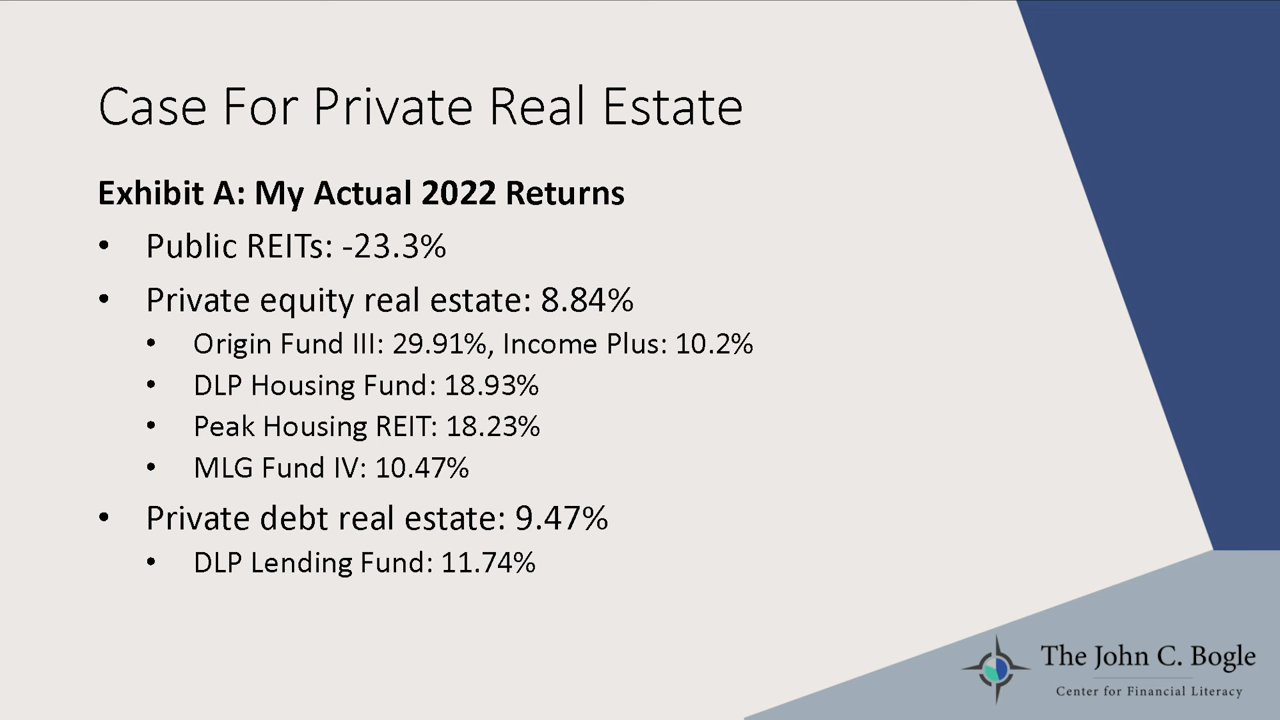 Case For Private Real Estate
Exhibit A: My Actual 2022 Returns
• Public REITs: -23.3%
• Private equity real estate: 8.84%
• Origin Fund III: 29.91%, Income Plus: 10.2%
• DLP Housing Fund: 18.93%
• Peak Housing REIT: 18.23%
• MLG Fund IV: 10.47%
• Private debt real estate: 9.47%
• DLP Lending Fund: 11.74%
The John C. Bogle
Center for Financial Literacy